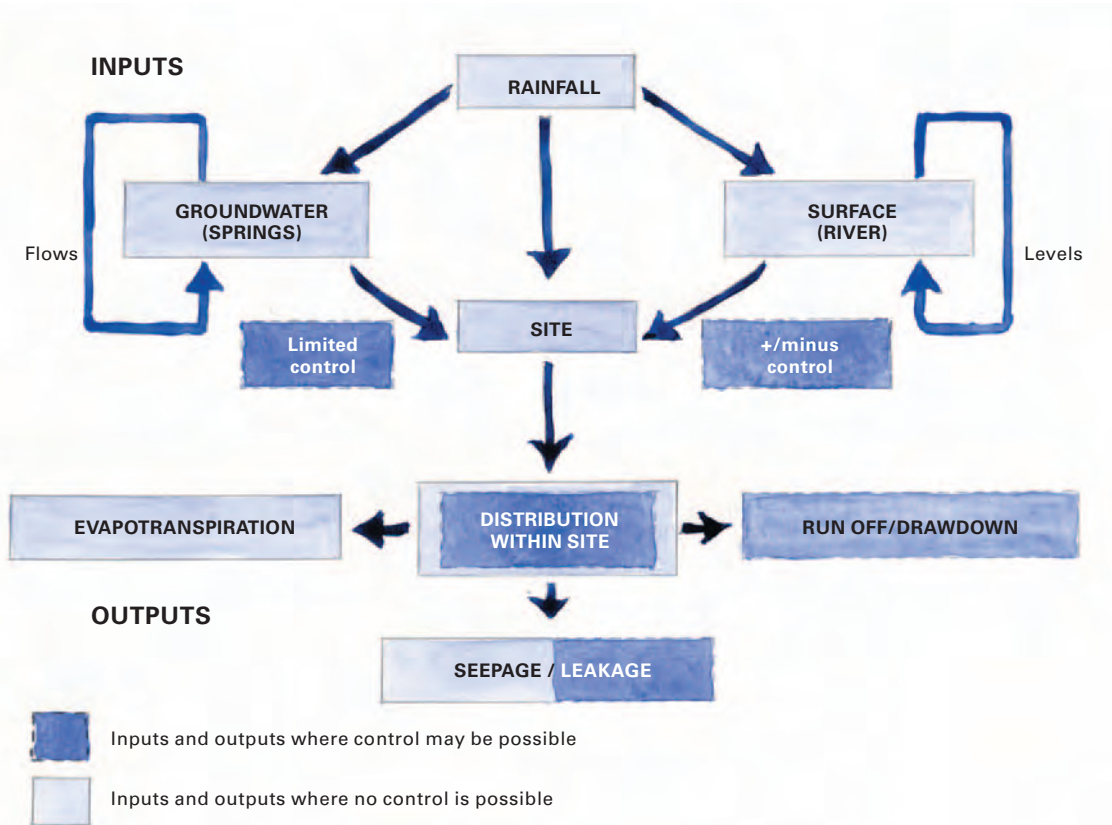 INPUTS
RAINFALL
GROUNDWATER
(SPRINGS)
SURFACE
(RIVER)
Flows
Levels
SITE
Limited
control
+/minus
control
EVAPOTRANSPIRATION
DISTRIBUTION
WITHIN SITE
RUN OFF/DRAWDOWN
OUTPUTS
SEEPAGE / LEAKAGE
Inputs and outputs where control may be possible
Inputs and outputs where no control is possible